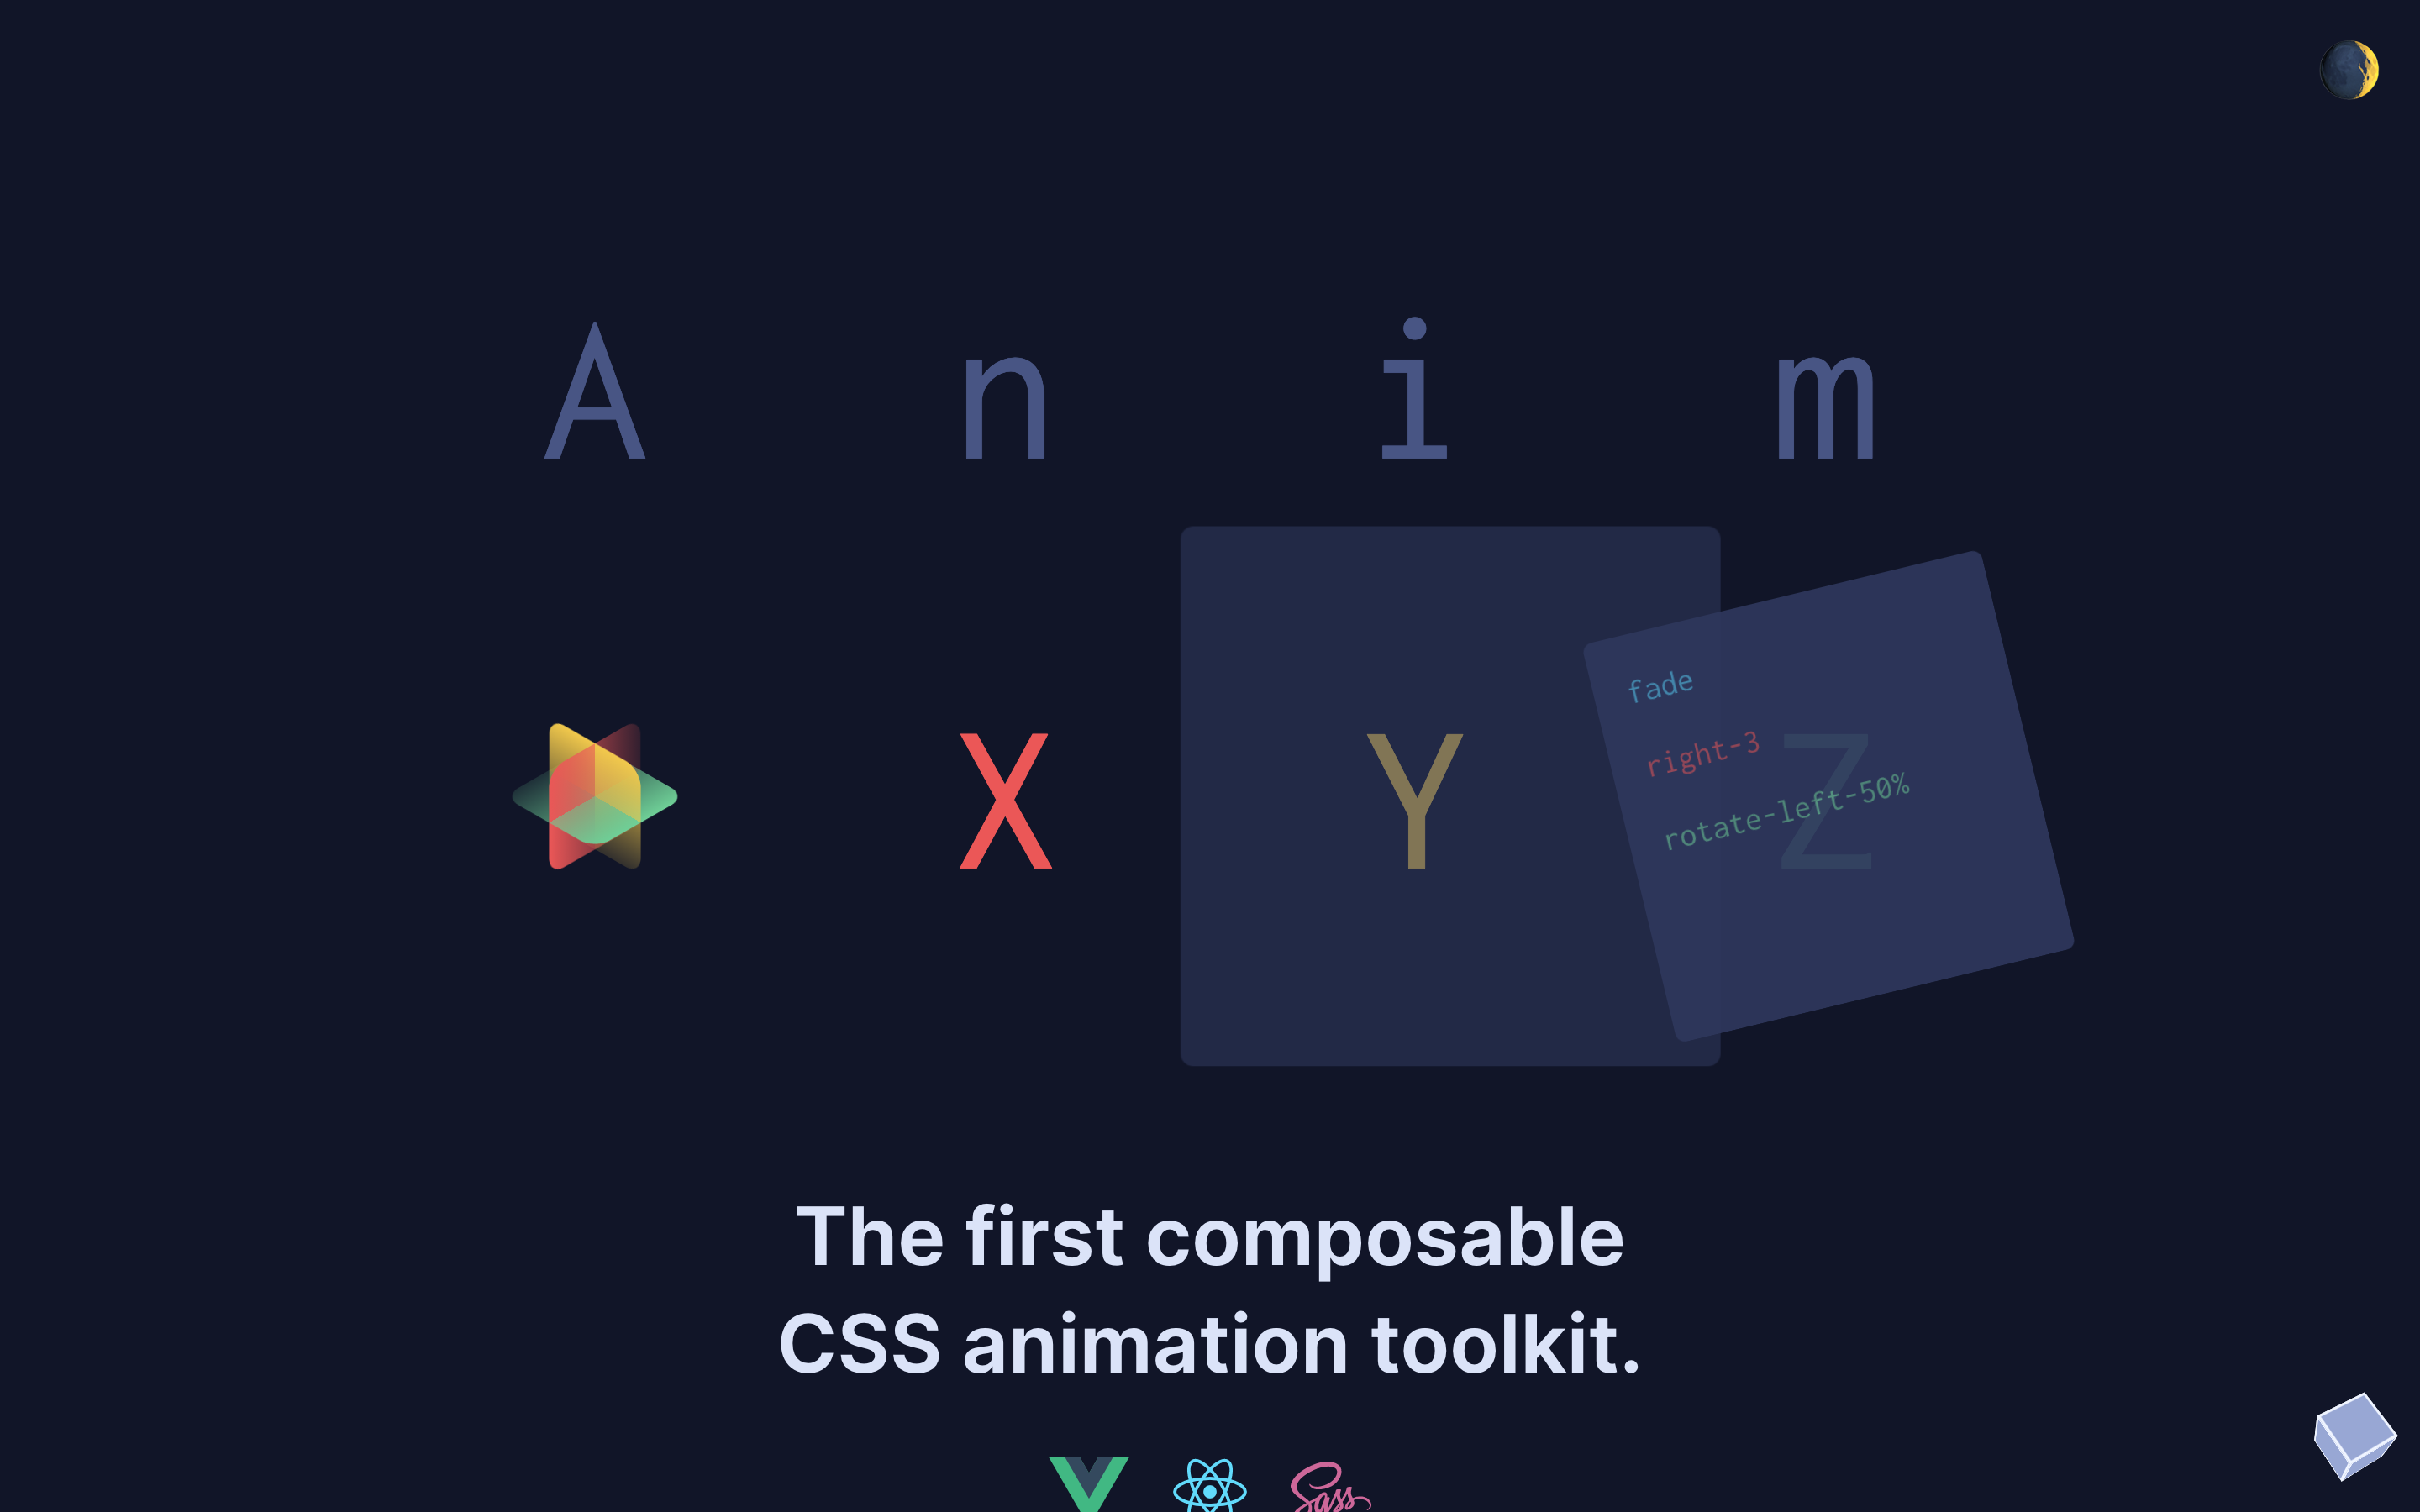 A n i m
X Y Z
fade
right-3
rotate-left-50%
The first composable
CSS animation toolkit.
Sass